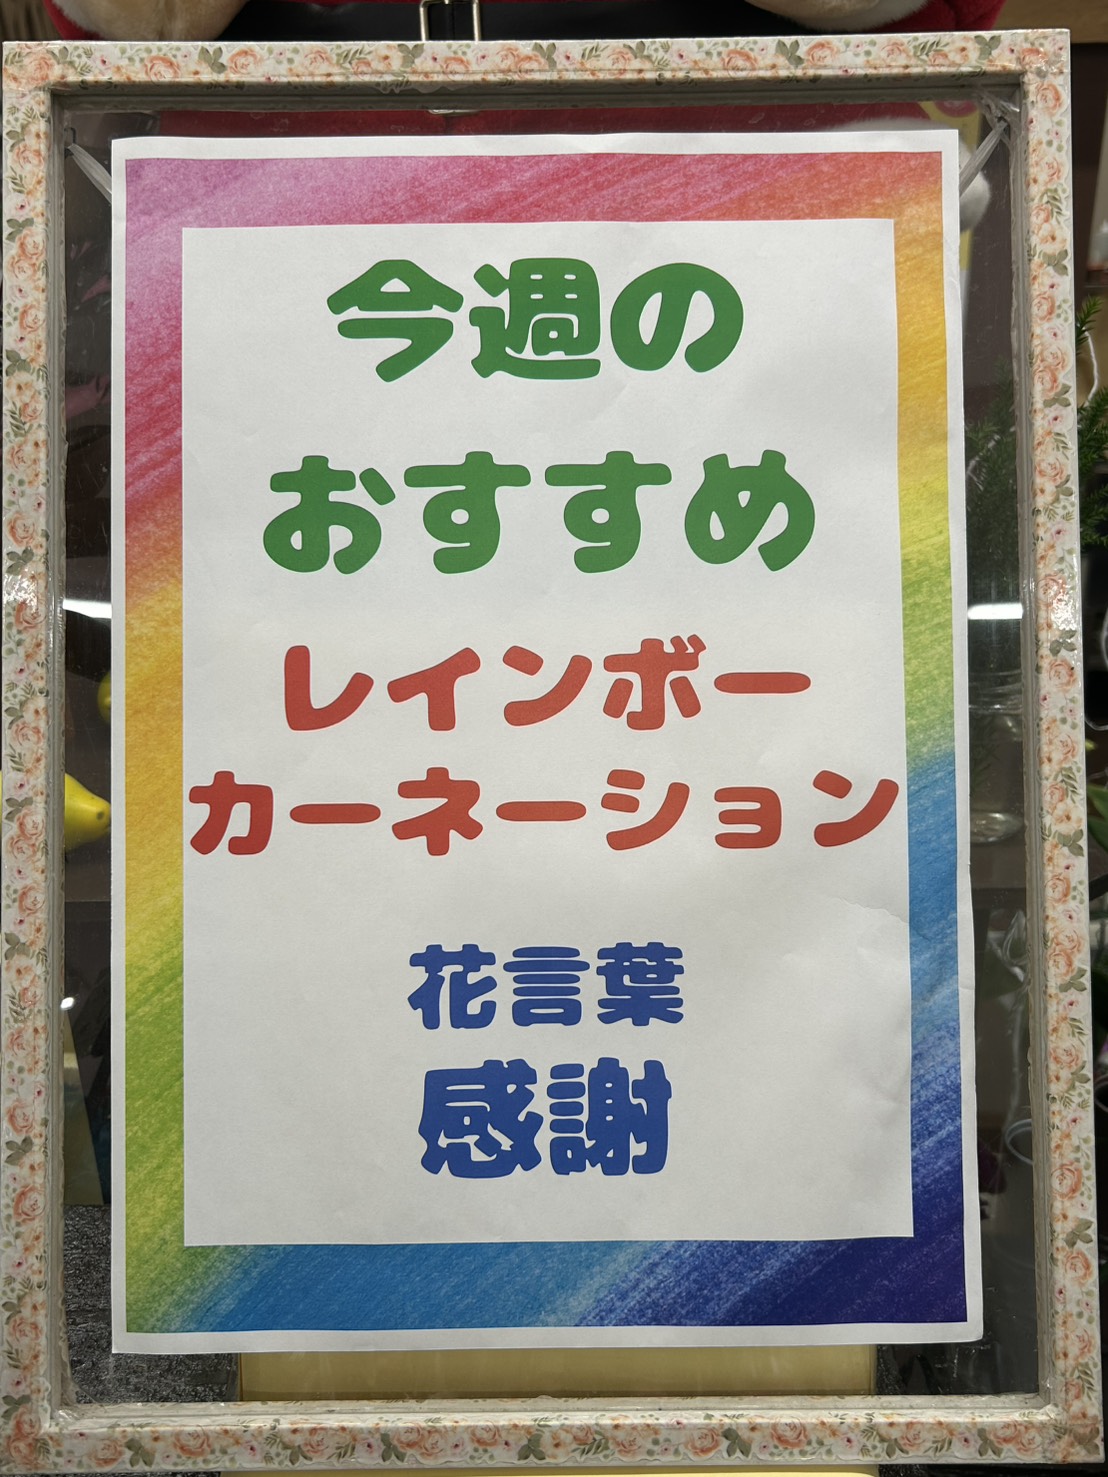 今週の
おすすめ
レインボー
カーネーション
花言葉
感謝